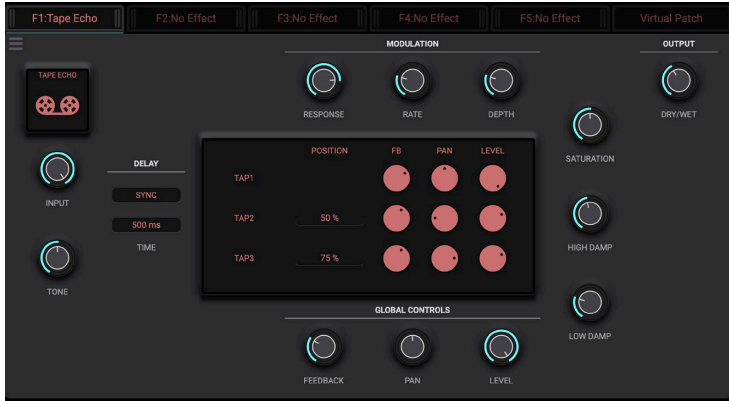 F1:Tape Echo F2:No Effect F3:No Effect F4:No Effect F5:No Effect Virtual Patch
MODULATION OUTPUT
TAPE ECHO
RESPONSE RATE DEPTH DRY/WET
SATURATION
DELAY
POSITION FB PAN LEVEL
TAP1
SYNC
INPUT
TAP2 50 %
500 ms
TIME
HIGH DAMP
TAP3 75 %
TONE
GLOBAL CONTROLS
LOW DAMP
FEEDBACK PAN LEVEL